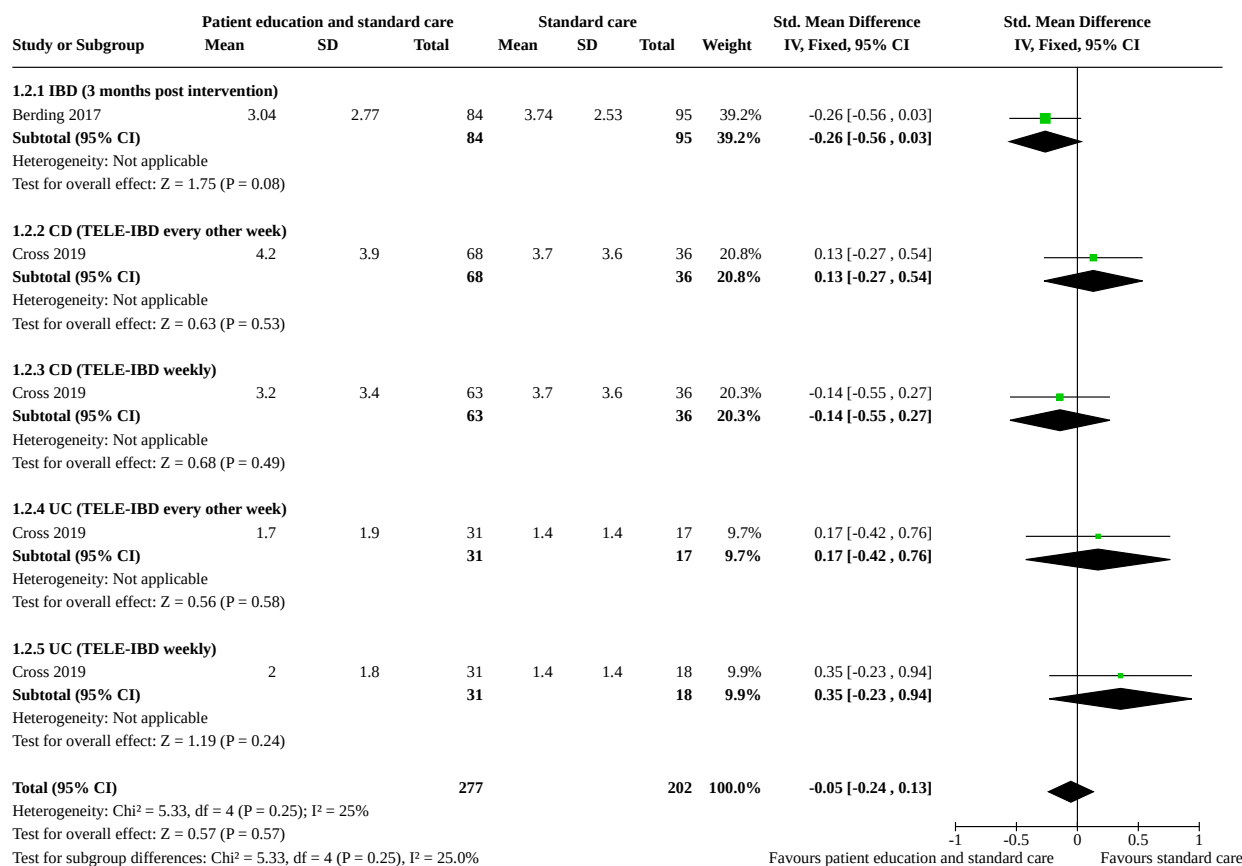 Patient education and standard care Standard care Std. Mean Difference Std. Mean Difference
Study or Subgroup Mean SD Total Mean SD Total Weight IV, Fixed, 95% CI IV, Fixed, 95% CI
1.2.1 IBD (3 months post intervention)
Berding 2017 3.04 2.77 84 3.74 2.53 95 39.2% -0.26 [-0.56 , 0.03]
Subtotal (95% CI) 84 95 39.2% -0.26 [-0.56 , 0.03]
Heterogeneity: Not applicable
Test for overall effect: Z = 1.75 (P = 0.08)
1.2.2 CD (TELE-IBD every other week)
Cross 2019 4.2 3.9 68 3.7 3.6 36 20.8% 0.13 [-0.27 , 0.54]
Subtotal (95% CI) 68 36 20.8% 0.13 [-0.27 , 0.54]
Heterogeneity: Not applicable
Test for overall effect: Z = 0.63 (P = 0.53)
1.2.3 CD (TELE-IBD weekly)
Cross 2019 3.2 3.4 63 3.7 3.6 36 20.3% -0.14 [-0.55 , 0.27]
Subtotal (95% CI) 63 36 20.3% -0.14 [-0.55 , 0.27]
Heterogeneity: Not applicable
Test for overall effect: Z = 0.68 (P = 0.49)
1.2.4 UC (TELE-IBD every other week)
Cross 2019 1.7 1.9 31 1.4 1.4 17 9.7% 0.17 [-0.42 , 0.76]
Subtotal (95% CI) 31 17 9.7% 0.17 [-0.42 , 0.76]
Heterogeneity: Not applicable
Test for overall effect: Z = 0.56 (P = 0.58)
1.2.5 UC (TELE-IBD weekly)
Cross 2019 2 1.8 31 1.4 1.4 18 9.9% 0.35 [-0.23 , 0.94]
Subtotal (95% CI) 31 18 9.9% 0.35 [-0.23 , 0.94]
Heterogeneity: Not applicable
Test for overall effect: Z = 1.19 (P = 0.24)
Total (95% CI) 277 202 100.0% -0.05 [-0.24 , 0.13]
Heterogeneity: Chi² = 5.33, df = 4 (P = 0.25); I² = 25%
Test for overall effect: Z = 0.57 (P = 0.57)
-1 -0.5 0 0.5 1
Test for subgroup differences: Chi² = 5.33, df = 4 (P = 0.25), I² = 25.0% Favours patient education and standard care Favours standard care